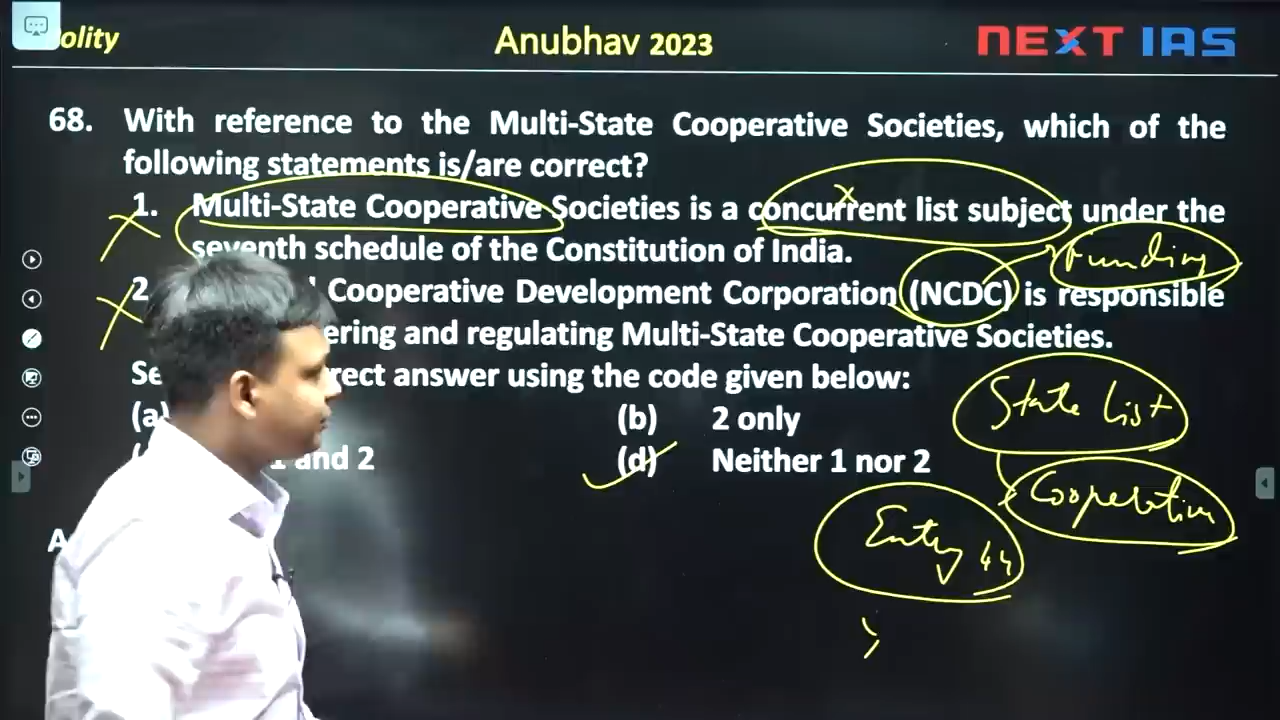 olity
Anubhav 2023
NEXT IAS
68. With reference to the Multi-State Cooperative Societies, which of the
following statements is/are correct?
1. Multi-State Cooperative Societies is a concurrent list subject under the
seventh schedule of the Constitution of India.
Funding
2 Cooperative Development Corporation (NCDC) is responsible
ering and regulating Multi-State Cooperative Societies.
Se rrect answer using the code given below:
State List
(a) (b) 2 only
1 and 2 (d) Neither 1 nor 2
Cooperative
Entry 44
A